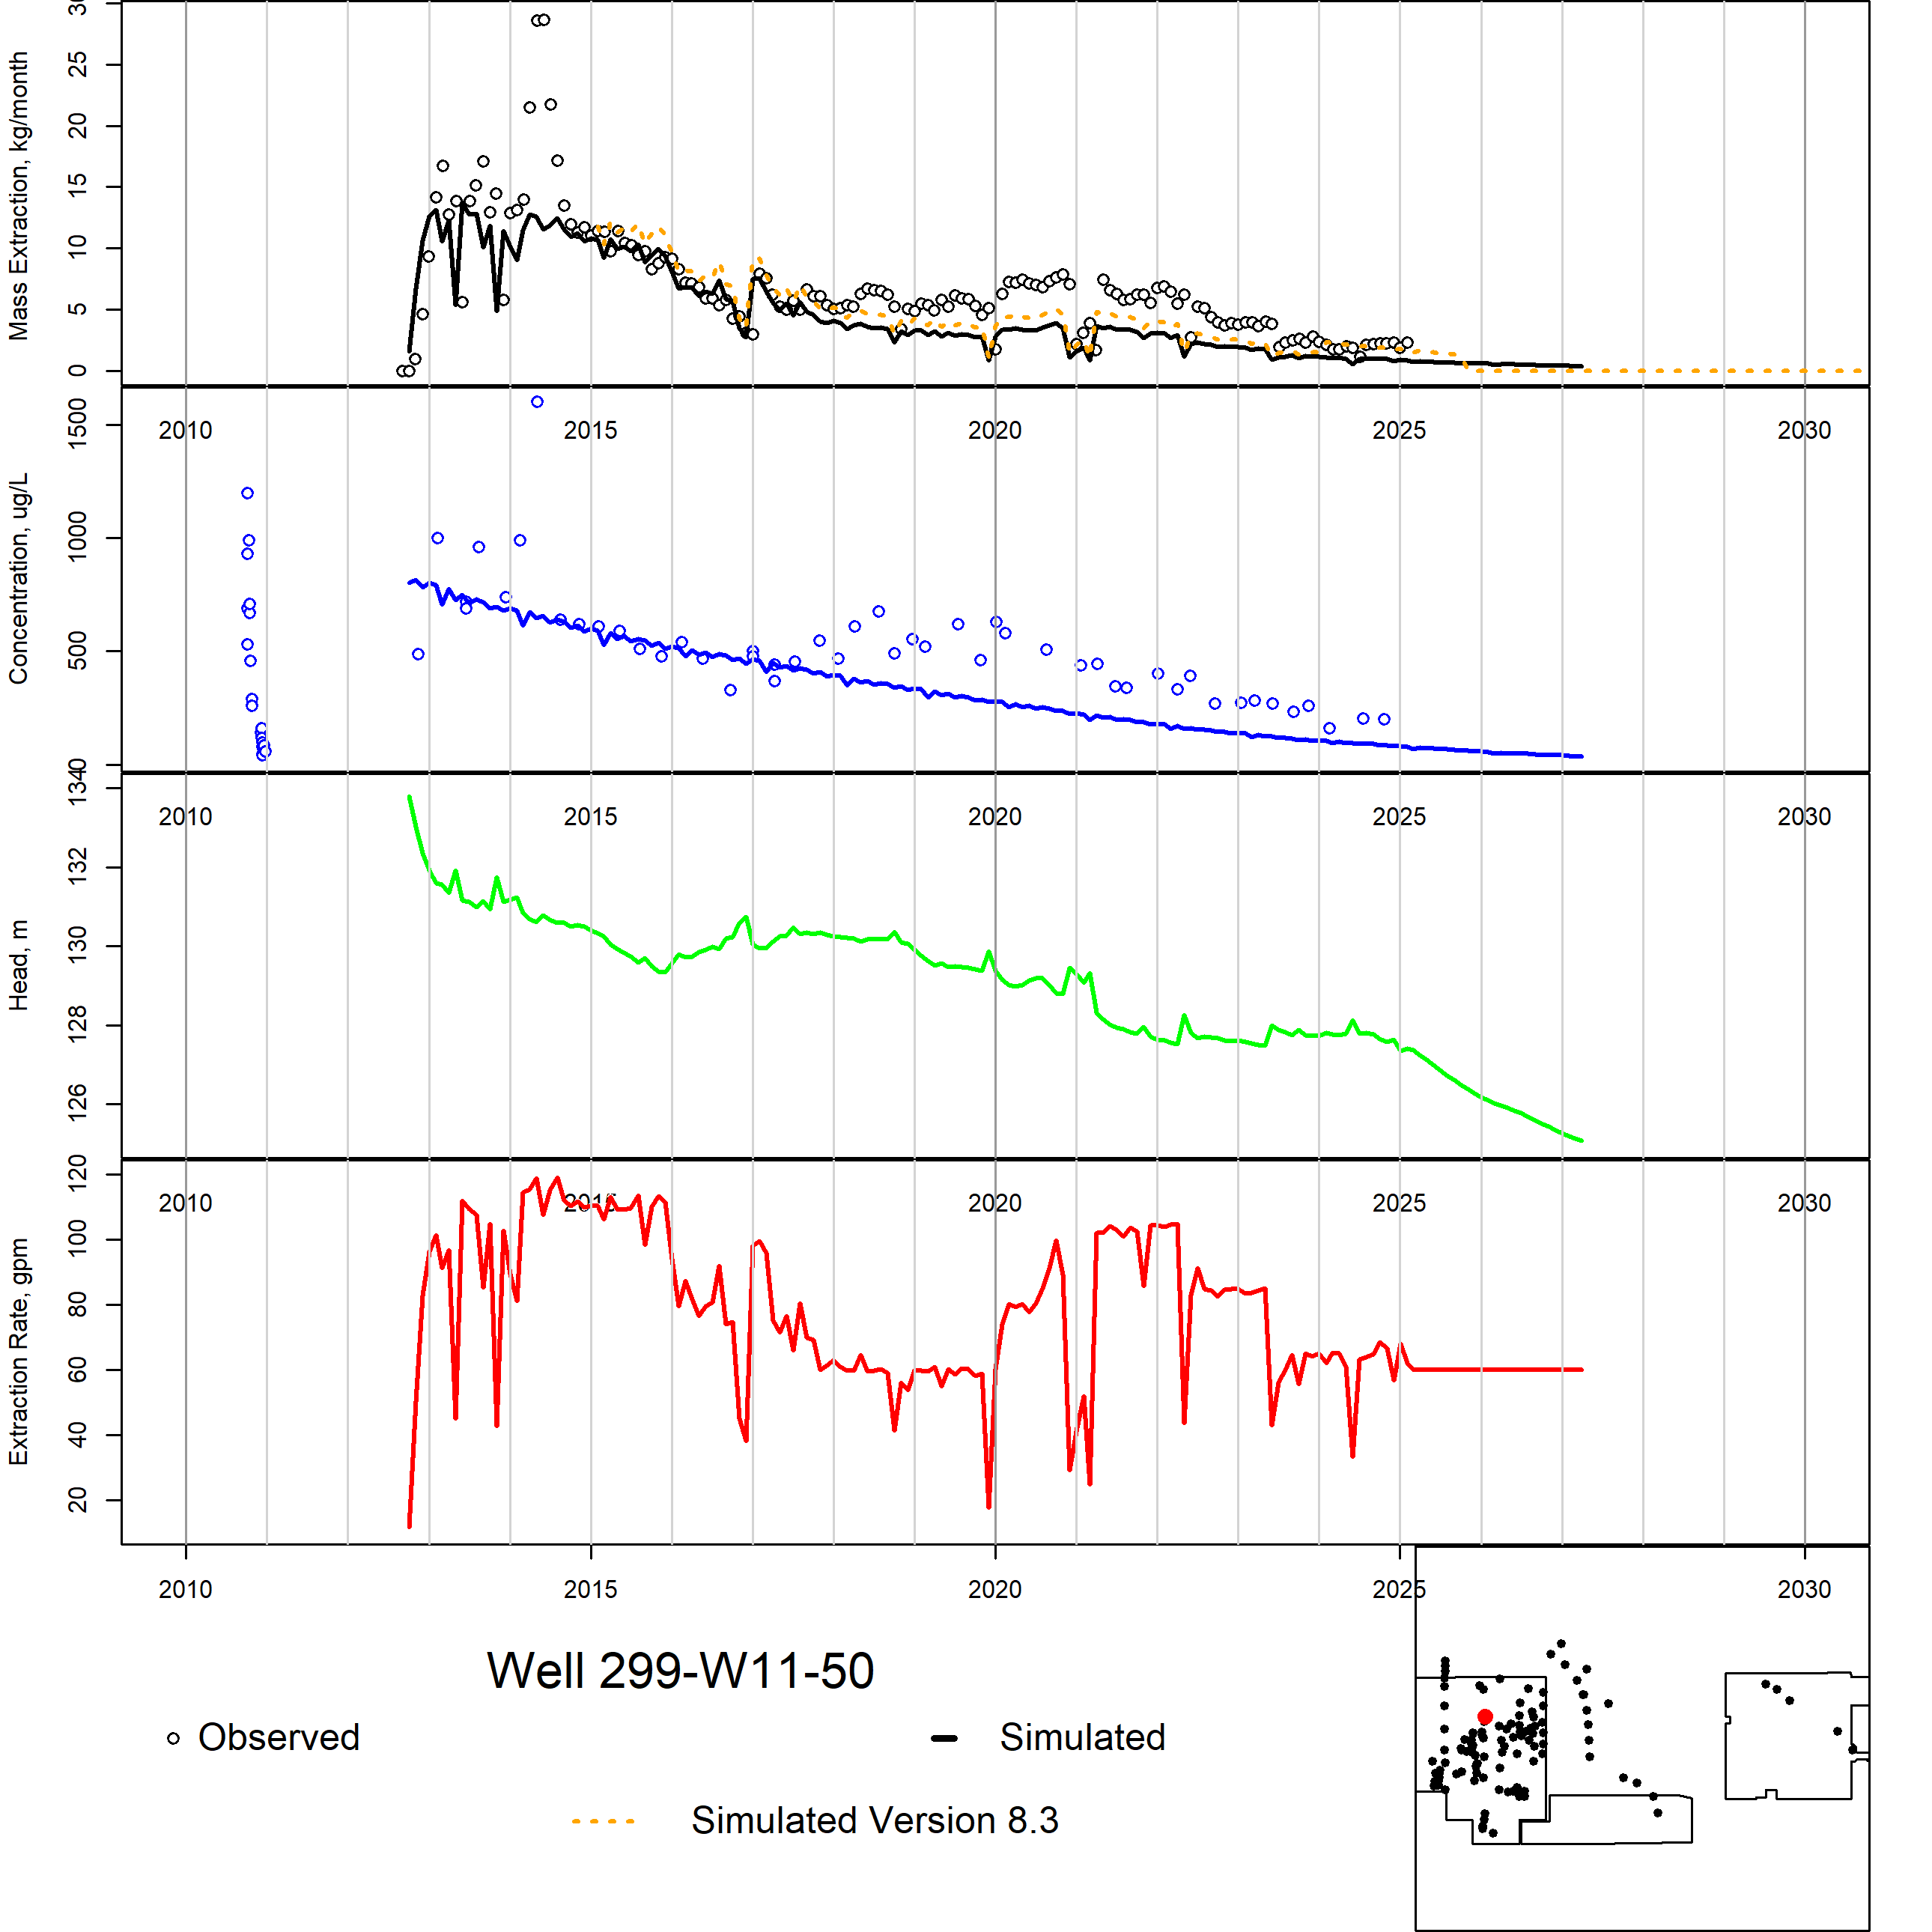 Mass Extraction, kg/month
0 5 10 15 20 25 30
2010 2015 2020 2025 2030
Concentration, ug/L
0 500 1000 1500
2010 2015 2020 2025 2030
Head, m
126 128 130 132 134
2010 2015 2020 2025 2030
Extraction Rate, gpm
20 40 60 80 100 120
2010 2015 2020 2025 2030
Well 299-W11-50
Observed
Simulated
Simulated Version 8.3